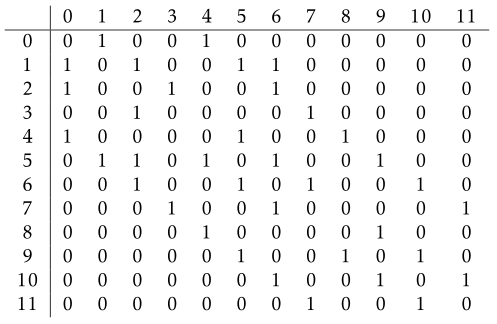 0 1 2 3 4 5 6 7 8 9 10 11
0 0 1 0 0 1 0 0 0 0 0 0 0
1 1 0 1 0 0 1 1 0 0 0 0 0
2 1 0 0 1 0 0 1 0 0 0 0 0
3 0 0 1 0 0 0 0 1 0 0 0 0
4 1 0 0 0 0 1 0 0 1 0 0 0
5 0 1 1 0 1 0 1 0 0 1 0 0
6 0 0 1 0 0 1 0 1 0 0 1 0
7 0 0 0 1 0 0 1 0 0 0 0 1
8 0 0 0 0 1 0 0 0 0 1 0 0
9 0 0 0 0 0 1 0 0 1 0 1 0
10 0 0 0 0 0 0 1 0 0 1 0 1
11 0 0 0 0 0 0 0 1 0 0 1 0